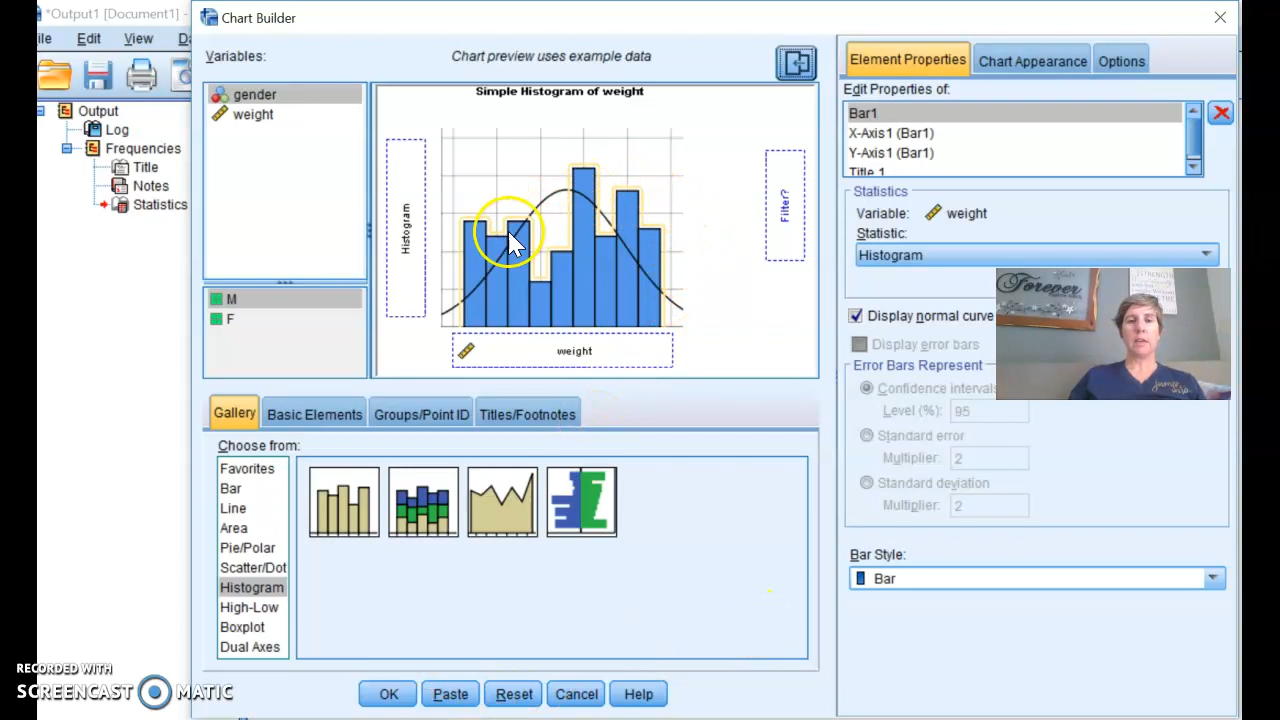 *Output1 [Document1]
Chart Builder
ile Edit View Da
Output
Log
Frequencies
Title
Notes
Statistics
Variables:
Chart preview uses example data
gender
weight
M
F
Simple Histogram of weight
Histogram
Filter?
weight
Gallery Basic Elements Groups/Point ID Titles/Footnotes
Choose from:
Favorites
Bar
Line
Area
Pie/Polar
Scatter/Dot
Histogram
High-Low
Boxplot
Dual Axes
OK Paste Reset Cancel Help
Element Properties Chart Appearance Options
Edit Properties of:
Bar1
X-Axis1 (Bar1)
Y-Axis1 (Bar1)
Title 1
Statistics
Variable: weight
Statistic:
Histogram
Display normal curve
Display error bars
Error Bars Represent
Confidence intervals
Level (%): 95
Standard error
Multiplier: 2
Standard deviation
Multiplier: 2
Bar Style:
Bar
Forever
RECORDED WITH
SCREENCAST MATIC